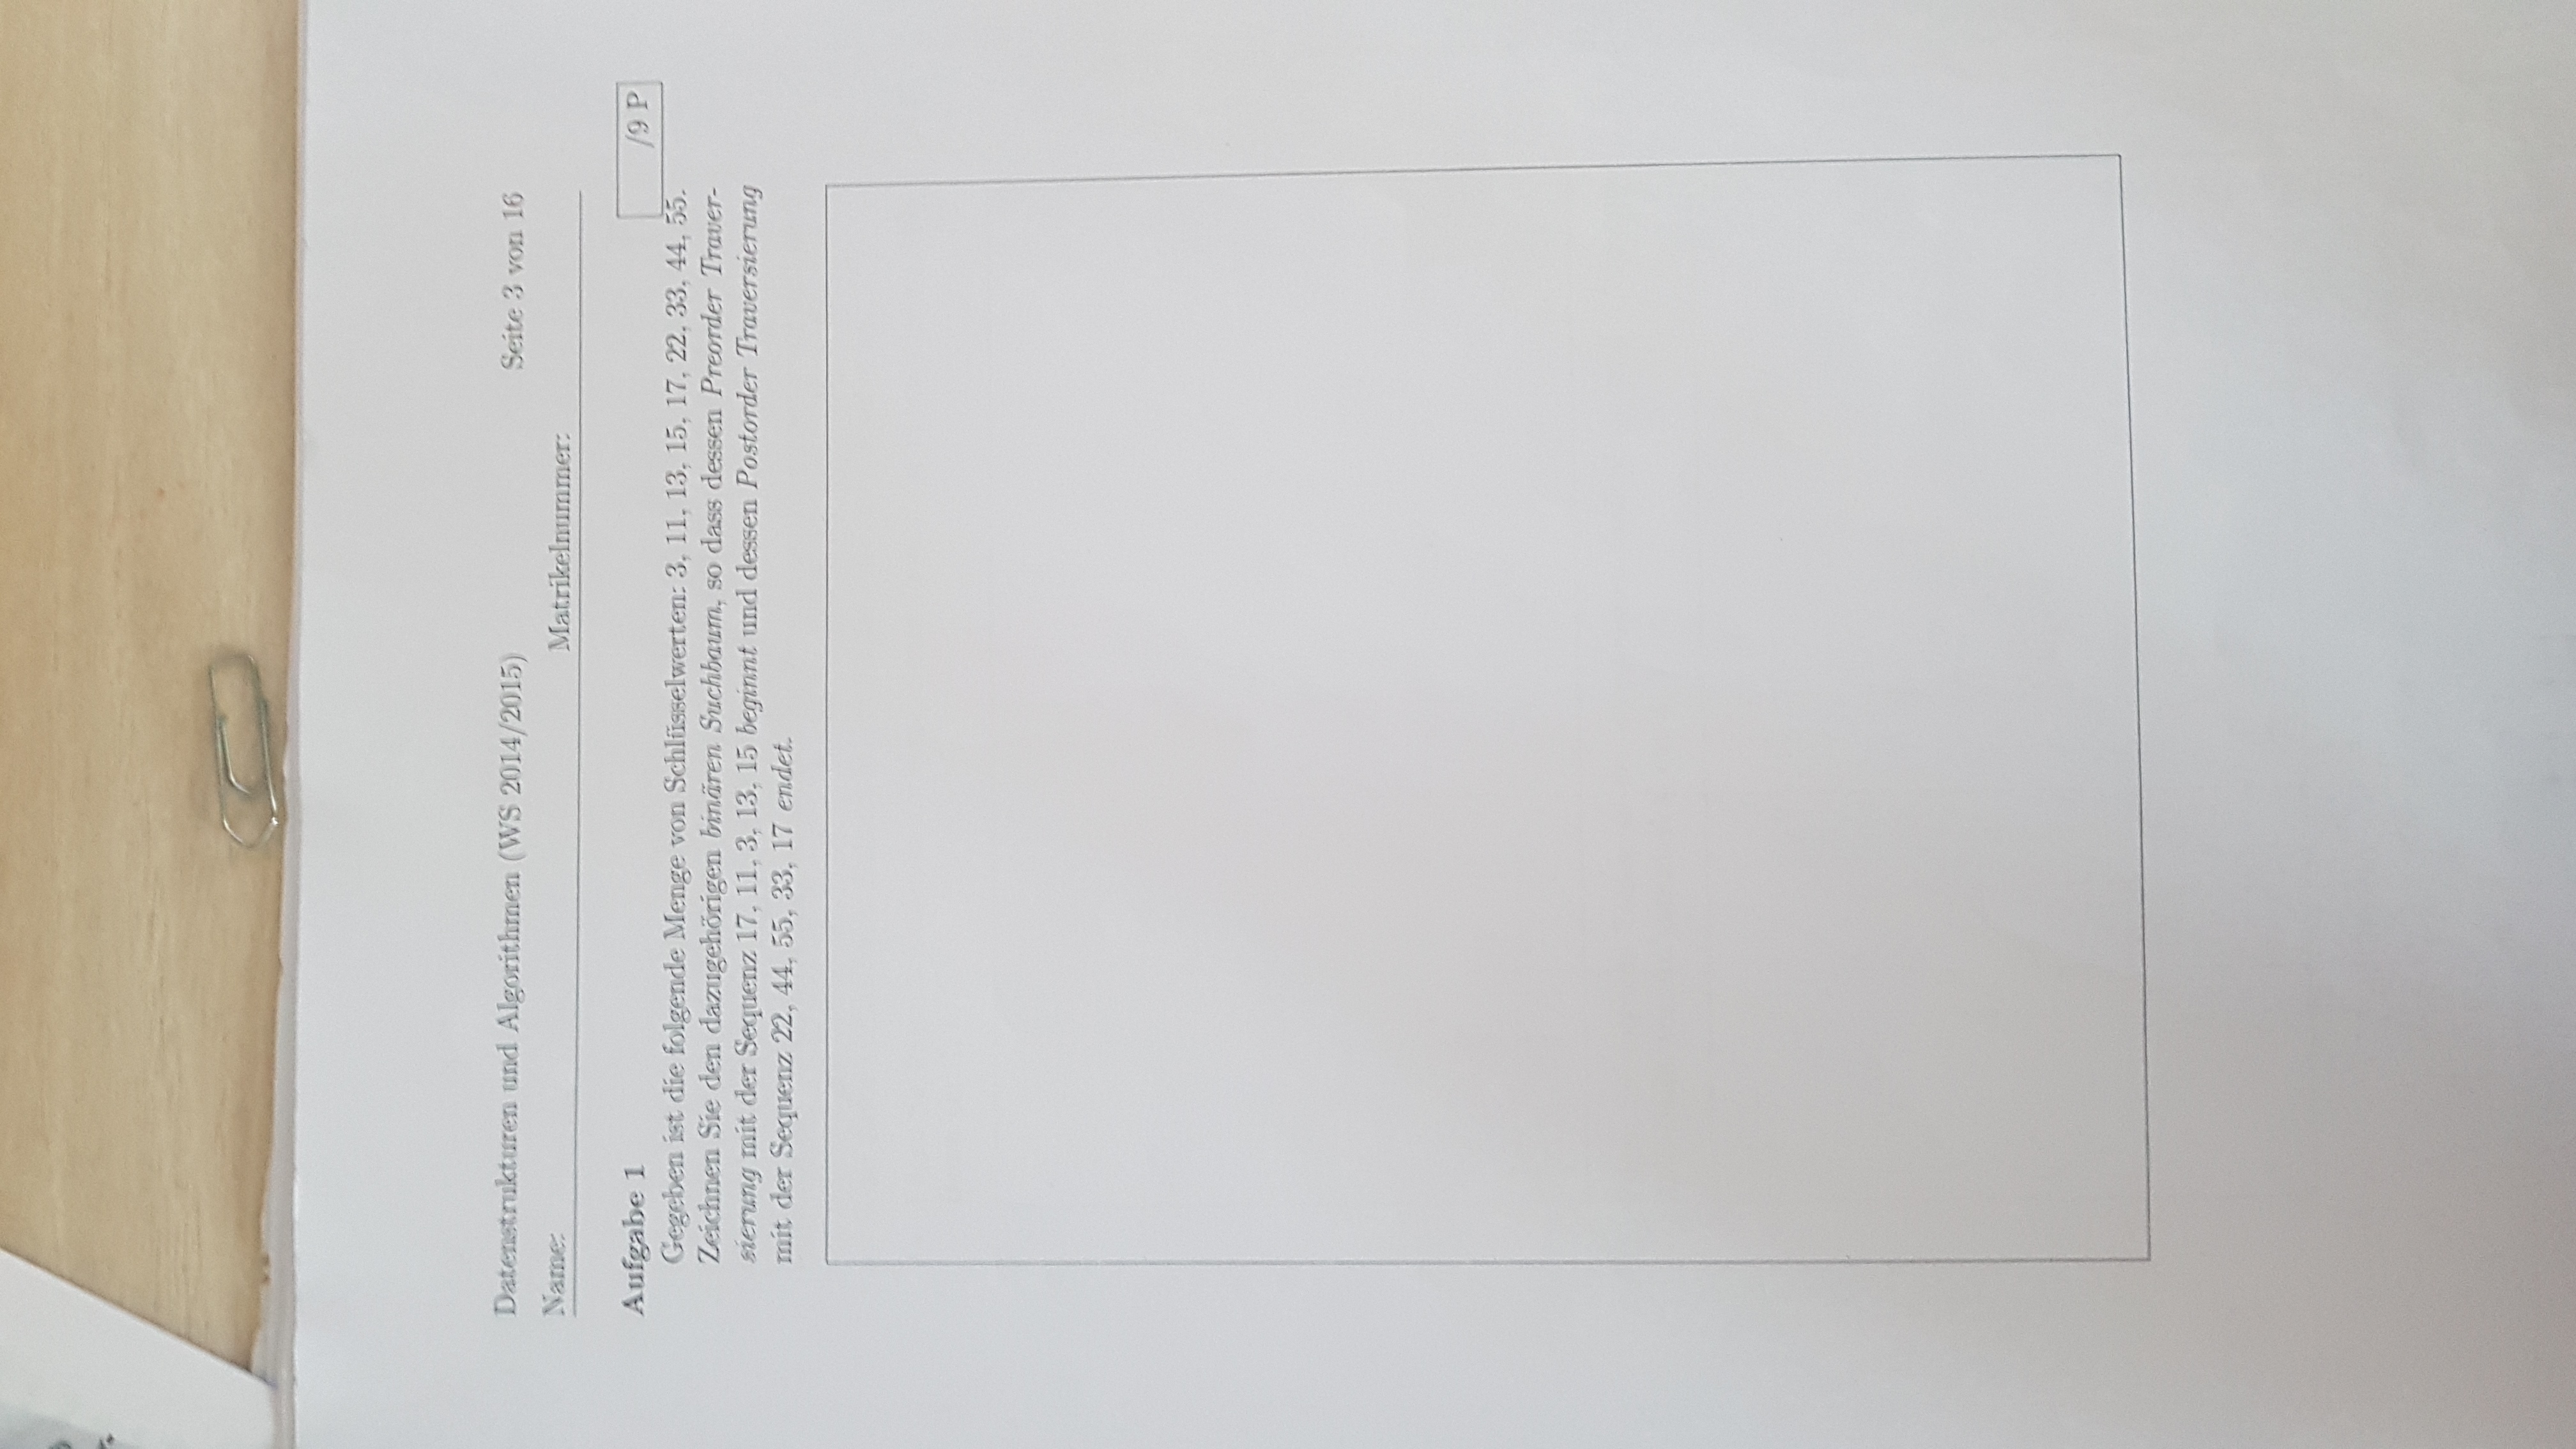 Datenstrukturen und Algorithmen (WS 2014/2015) Seite 3 von 16
Name: Matrikelnummer:
Aufgabe 1 /9 P
Gegeben ist die folgende Menge von Schlüsselwerten: 3, 11, 13, 15, 17, 22, 33, 44, 55.
Zeichnen Sie den dazugehörigen binären Suchbaum, so dass dessen Preorder Traver-
sierung mit der Sequenz 17, 11, 3, 13, 15 beginnt und dessen Postorder Traversierung
mit der Sequenz 22, 44, 55, 33, 17 endet.